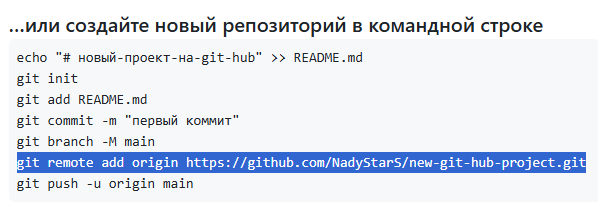 ...или создайте новый репозиторий в командной строке
echo "# новый-проект-на-git-hub" >> README.md
git init
git add README.md
git commit -m "первый коммит"
git branch -M main
git remote add origin https://github.com/NadyStarS/new-git-hub-project.git
git push -u origin main